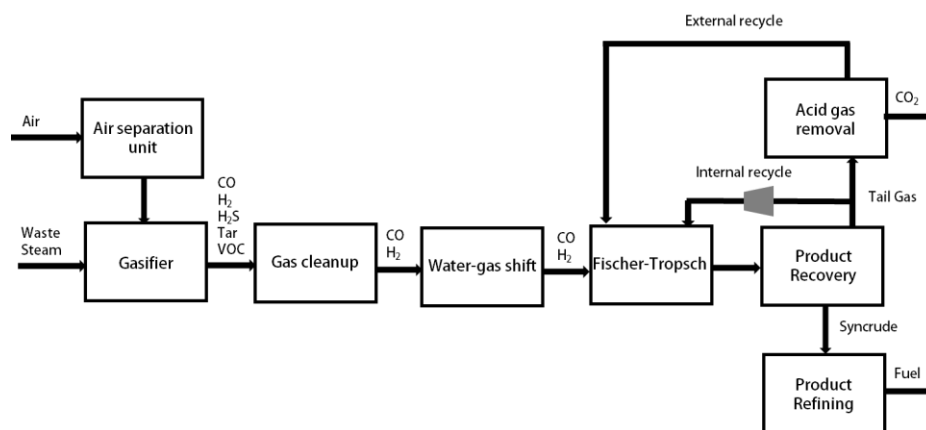 External recycle
Air
Air separation
unit
Acid gas
removal
CO₂
Internal recycle
Tail Gas
CO
H₂
H₂S
Tar
VOC
Waste
Steam
Gasifier
Gas cleanup
CO
H₂
Water-gas shift
CO
H₂
Fischer-Tropsch
Product
Recovery
Syncrude
Product
Refining
Fuel